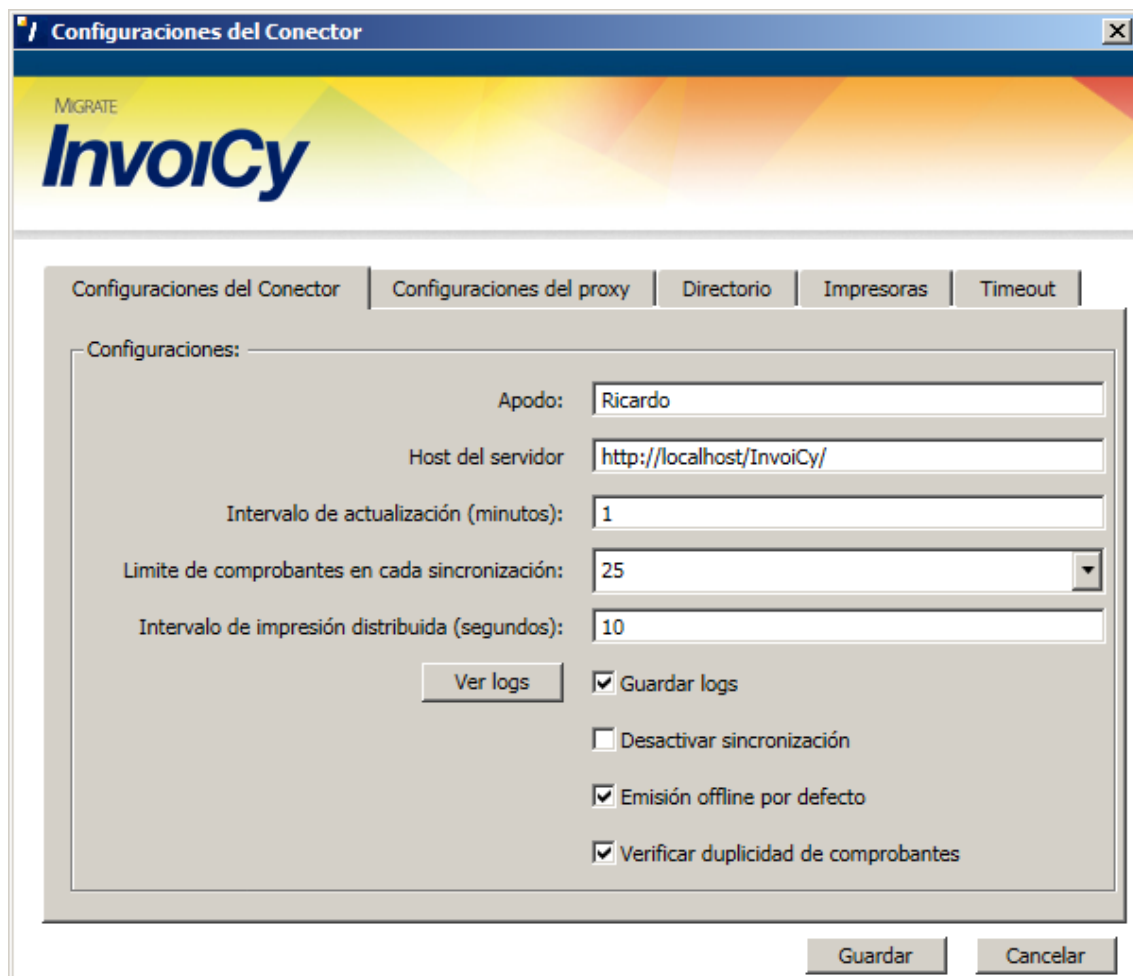 Configuraciones del Conector
MIGRATE
InvoiCy
Configuraciones del Conector Configuraciones del proxy Directorio Impresoras Timeout
Configuraciones:
Apodo: Ricardo
Host del servidor http://localhost/InvoiCy/
Intervalo de actualización (minutos): 1
Limite de comprobantes en cada sincronización: 25
Intervalo de impresión distribuida (segundos): 10
Ver logs Guardar logs
Desactivar sincronización
Emisión offline por defecto
Verificar duplicidad de comprobantes
Guardar Cancelar